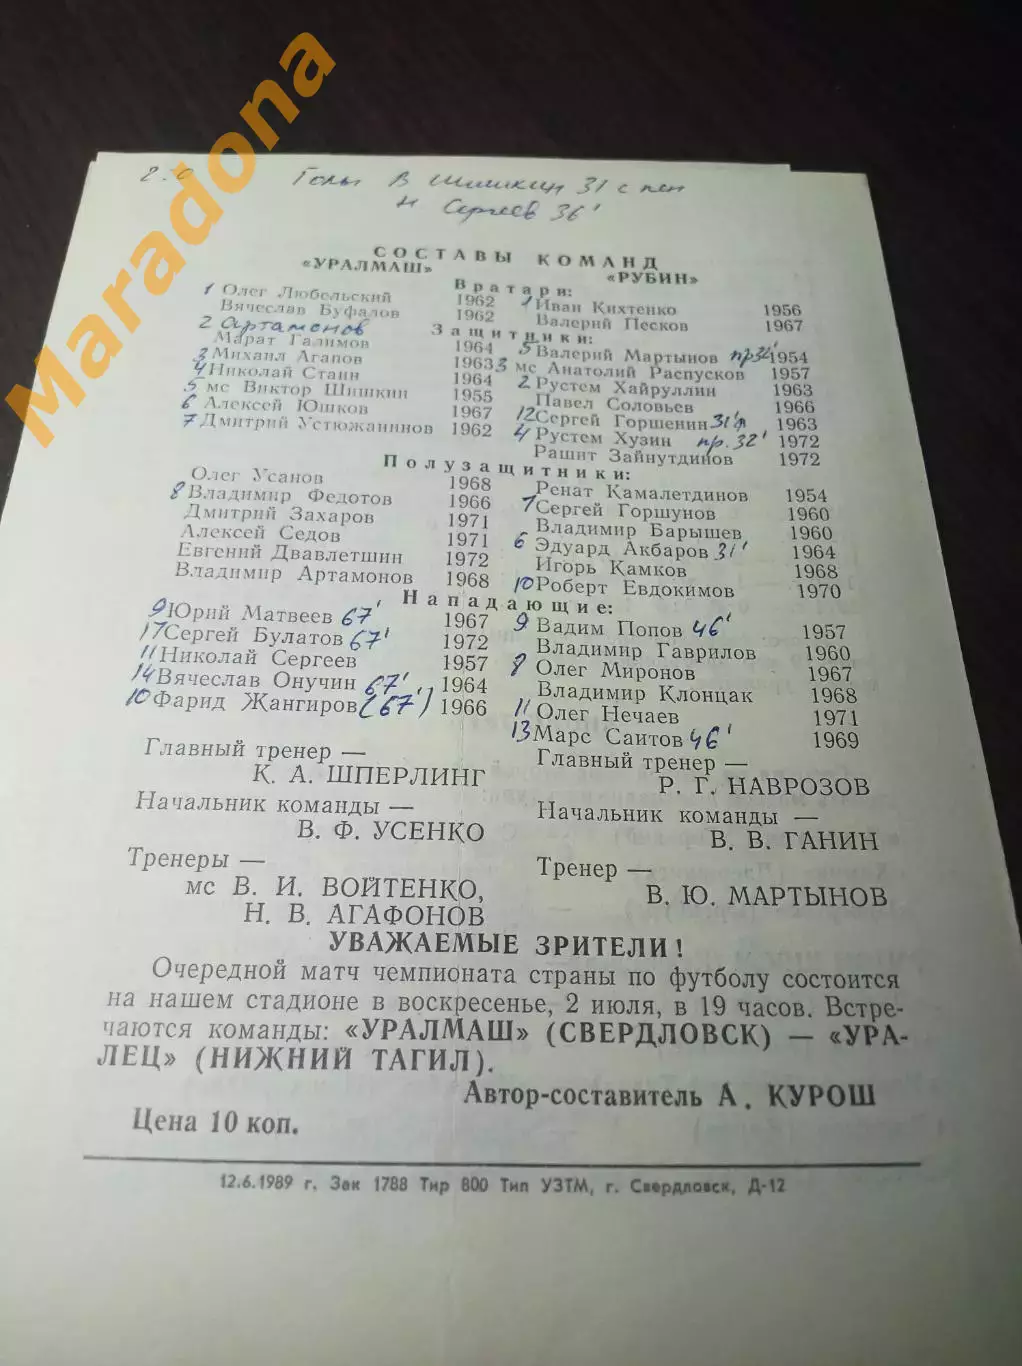 Maradona
2:0 Голы В Шишкин 31 с пен
Н Сергеев 36'
СОСТАВЫ КОМАНД
«УРАЛМАШ» «РУБИН»
Вратари:
1 Олег Любельский 1962 1 Иван Кихтенко 1956
Вячеслав Буфалов 1962 Валерий Песков 1967
2 Артамонов Защитники:
Марат Галимов 1964 5 Валерий Мартынов пр32' 1954
3 Михаил Агапов 1963 3 мс Анатолий Распусков 1957
4 Николай Стаин 1964 2 Рустем Хайруллин 1963
5 мс Виктор Шишкин 1955 Павел Соловьев 1966
6 Алексей Юшков 1967 12 Сергей Горшенин 31' 1963
7 Дмитрий Устюжанинов 1962 4 Рустем Хузин пр. 32' 1972
Рашит Зайнутдинов 1972
Полузащитники:
Олег Усанов 1968 Ренат Камалетдинов 1954
8 Владимир Федотов 1966 7 Сергей Горшунов 1960
Дмитрий Захаров 1971 Владимир Барышев 1960
Алексей Седов 1971 6 Эдуард Акбаров 31' 1964
Евгений Двавлетшин 1972 Игорь Камков 1968
Владимир Артамонов 1968 10 Роберт Евдокимов 1970
Нападающие:
9 Юрий Матвеев 67' 1967 9 Вадим Попов 46' 1957
17 Сергей Булатов 67' 1972 Владимир Гаврилов 1960
11 Николай Сергеев 1957 8 Олег Миронов 1967
14 Вячеслав Онучин 67' 1964 Владимир Клонцак 1968
10 Фарид Жангиров (67') 1966 11 Олег Нечаев 1971
13 Марс Саитов 46' 1969
Главный тренер — Главный тренер —
К. А. ШПЕРЛИНГ Р. Г. НАВРОЗОВ
Начальник команды — Начальник команды —
В. Ф. УСЕНКО В. В. ГАНИН
Тренеры — Тренер —
мс В. И. ВОЙТЕНКО, В. Ю. МАРТЫНОВ
Н. В. АГАФОНОВ
УВАЖАЕМЫЕ ЗРИТЕЛИ!
Очередной матч чемпионата страны по футболу состоится
на нашем стадионе в воскресенье, 2 июля, в 19 часов. Встре-
чаются команды: «УРАЛМАШ» (СВЕРДЛОВСК) — «УРА-
ЛЕЦ» (НИЖНИЙ ТАГИЛ).
Автор-составитель А. КУРОШ
Цена 10 коп.
12.6.1989 г. Зак 1788 Тир 800 Тип УЗТМ, г. Свердловск, Д-12